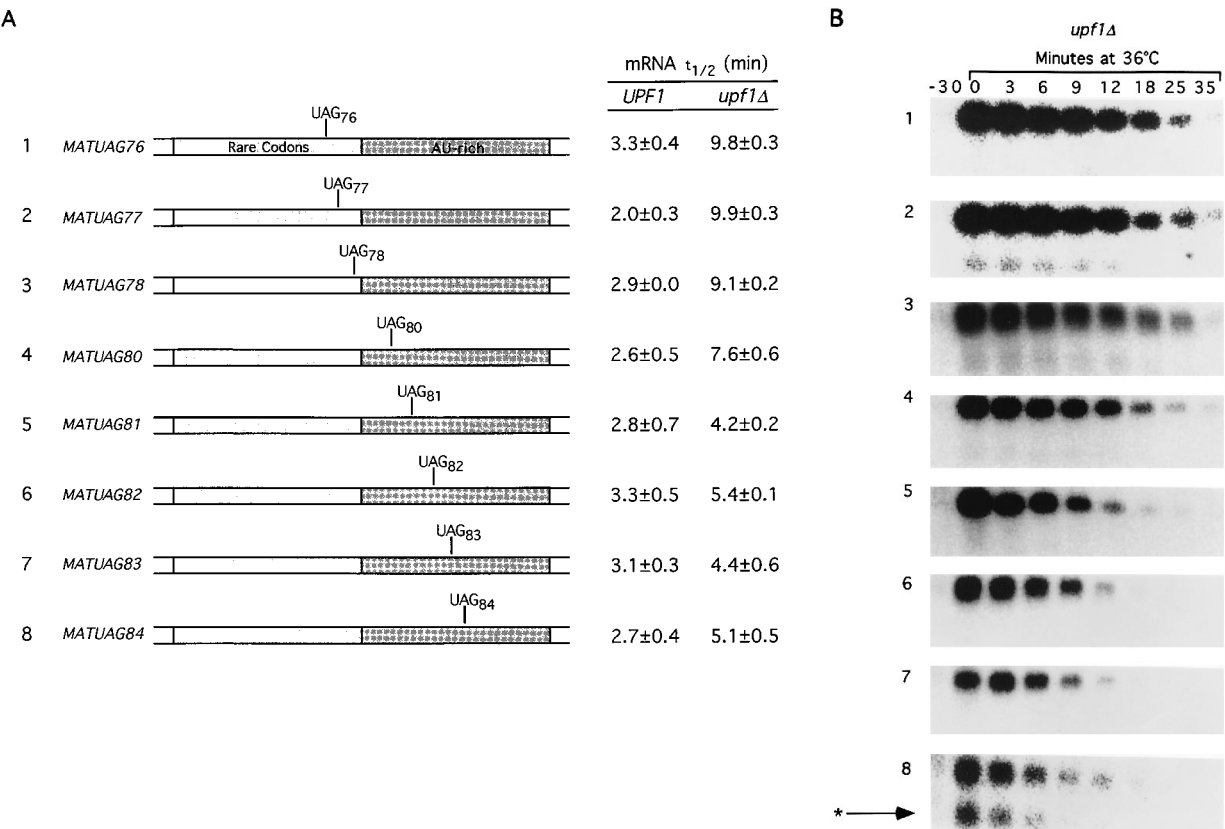 A
mRNA t1/2 (min)
UPF1 upf1Δ
UAG76
1 MATUAG76 Rare Codons AU-rich 3.3±0.4 9.8±0.3
UAG77
2 MATUAG77 2.0±0.3 9.9±0.3
UAG78
3 MATUAG78 2.9±0.0 9.1±0.2
UAG80
4 MATUAG80 2.6±0.5 7.6±0.6
UAG81
5 MATUAG81 2.8±0.7 4.2±0.2
UAG82
6 MATUAG82 3.3±0.5 5.4±0.1
UAG83
7 MATUAG83 3.1±0.3 4.4±0.6
UAG84
8 MATUAG84 2.7±0.4 5.1±0.5
B
upf1Δ
Minutes at 36°C
-30 0 3 6 9 12 18 25 35
1
2
3
4
5
6
7
8
*